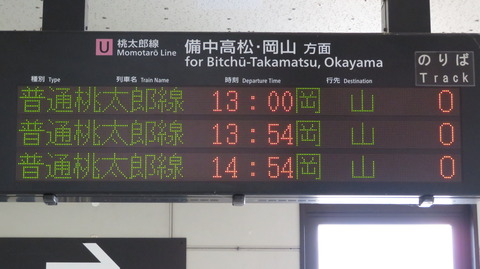 U 桃太郎線 備中高松・岡山 方面
Momotarō Line for Bitchū-Takamatsu, Okayama
のりば
Track
種別 Type 列車名 Train Name 時刻 Departure Time 行先 Destination
普通桃太郎線 13:00 岡山 0
普通桃太郎線 13:54 岡山 0
普通桃太郎線 14:54 岡山 0